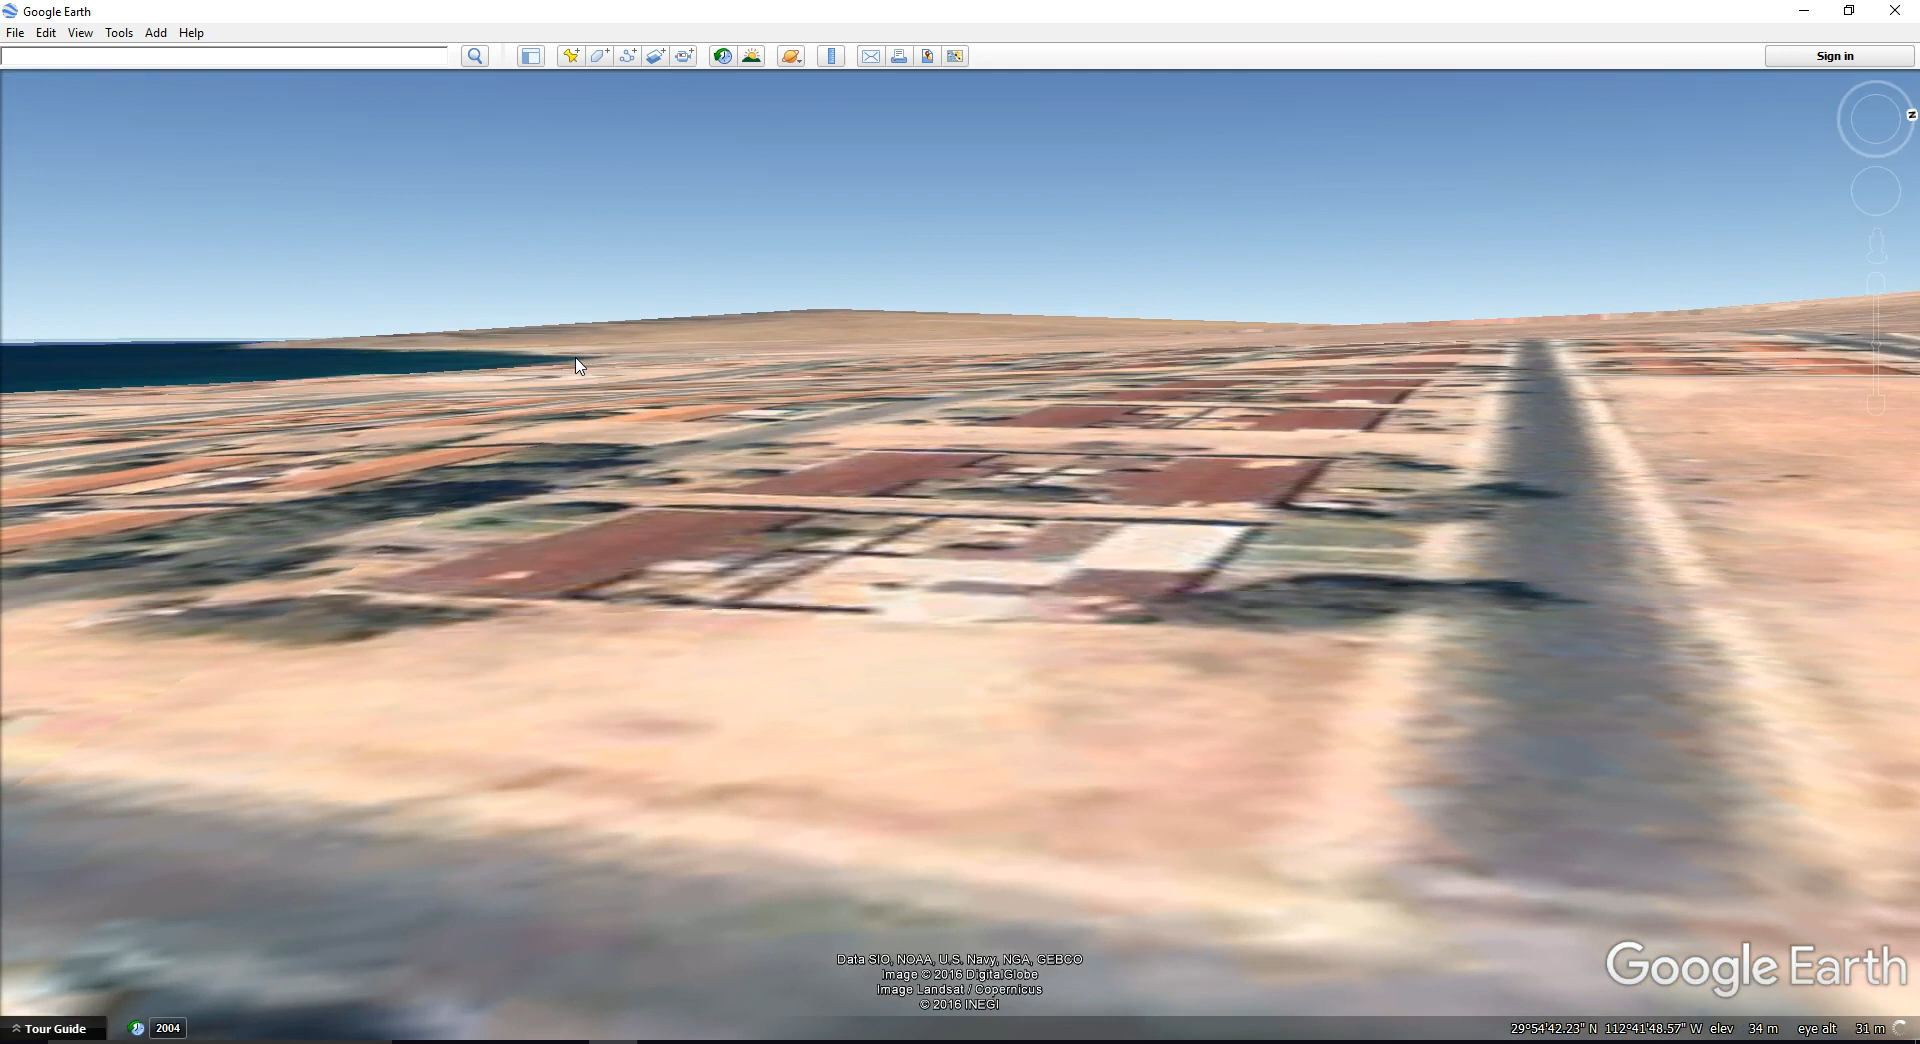 Google Earth
File Edit View Tools Add Help
Sign in
N
Data SIO, NOAA, U.S. Navy, NGA, GEBCO
Image © 2016 DigitalGlobe
Image Landsat / Copernicus
© 2016 INEGI
Google Earth
Tour Guide 2004 29°54'42.23" N 112°41'48.57" W elev 34 m eye alt 31 m